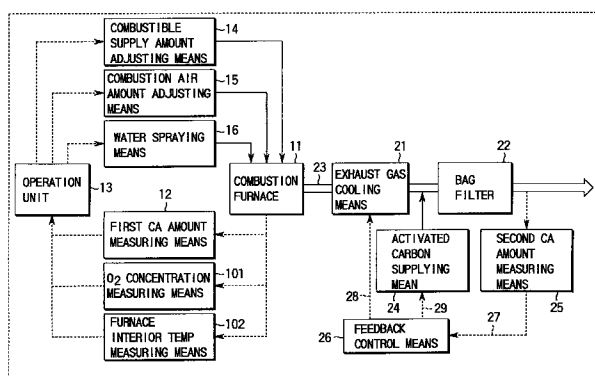 COMBUSTIBLE
SUPPLY AMOUNT
ADJUSTING MEANS
14
COMBUSTION AIR
AMOUNT ADJUSTING
MEANS
15
WATER SPRAYING
MEANS
16
OPERATION
UNIT
13
11
COMBUSTION
FURNACE
23
21
EXHAUST GAS
COOLING
MEANS
22
BAG
FILTER
12
FIRST CA AMOUNT
MEASURING MEANS
O2 CONCENTRATION
MEASURING MEANS
101
FURNACE
INTERIOR TEMP
MEASURING MEANS
102
ACTIVATED
CARBON
SUPPLYING
MEAN
24
SECOND CA
AMOUNT
MEASURING
MEANS
25
28
29
27
26
FEEDBACK
CONTROL MEANS